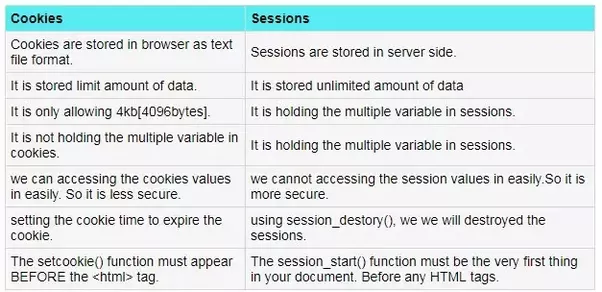 Cookies Sessions
Cookies are stored in browser as text
file format.
Sessions are stored in server side.
It is stored limit amount of data.
It is stored unlimited amount of data
It is only allowing 4kb[4096bytes].
It is holding the multiple variable in sessions.
It is not holding the multiple variable in
cookies.
It is holding the multiple variable in sessions.
we can accessing the cookies values
in easily. So it is less secure.
we cannot accessing the session values in easily.So it is
more secure.
setting the cookie time to expire the
cookie.
using session_destory(), we we will destroyed the
sessions.
The setcookie() function must appear
BEFORE the <html> tag.
The session_start() function must be the very first thing
in your document. Before any HTML tags.